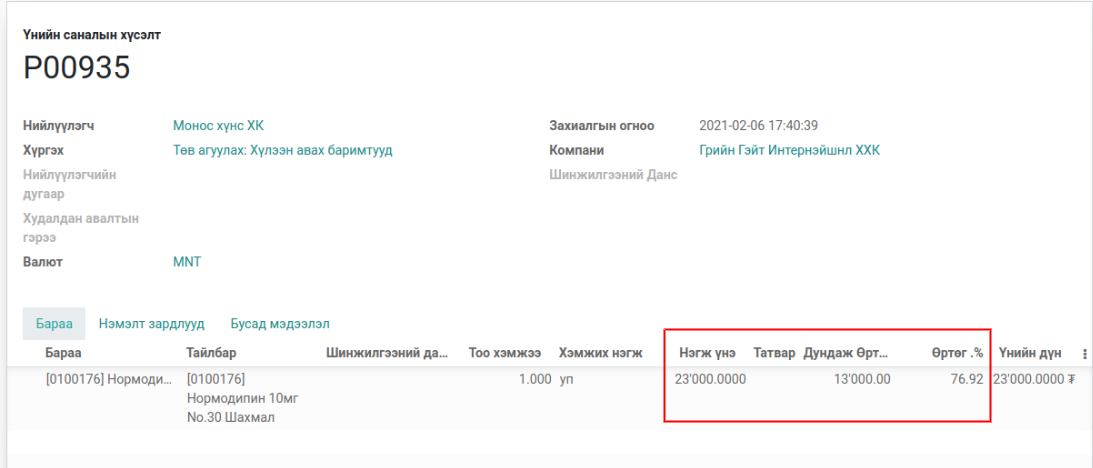 Үнийн саналын хүсэлт
P00935
Нийлүүлэгч Монос хүнс ХК Захиалгын огноо 2021-02-06 17:40:39
Хүргэх Төв агуулах: Хүлээн авах баримтууд Компани Грийн Гэйт Интернэйшнл ХХК
Нийлүүлэгчийн Шинжилгээний Данс
дугаар
Худалдан авалтын
гэрээ
Валют MNT
Бараа Нэмэлт зардлууд Бусад мэдээлэл
Бараа Тайлбар Шинжилгээний да... Тоо хэмжээ Хэмжих нэгж Нэгж үнэ Татвар Дундаж Өрт... Өртөг .% Үнийн дүн
[0100176] Нормоди... [0100176] 1.000 уп 23'000.0000 13'000.00 76.92 23'000.0000 ₮
Нормодипин 10мг
No.30 Шахмал